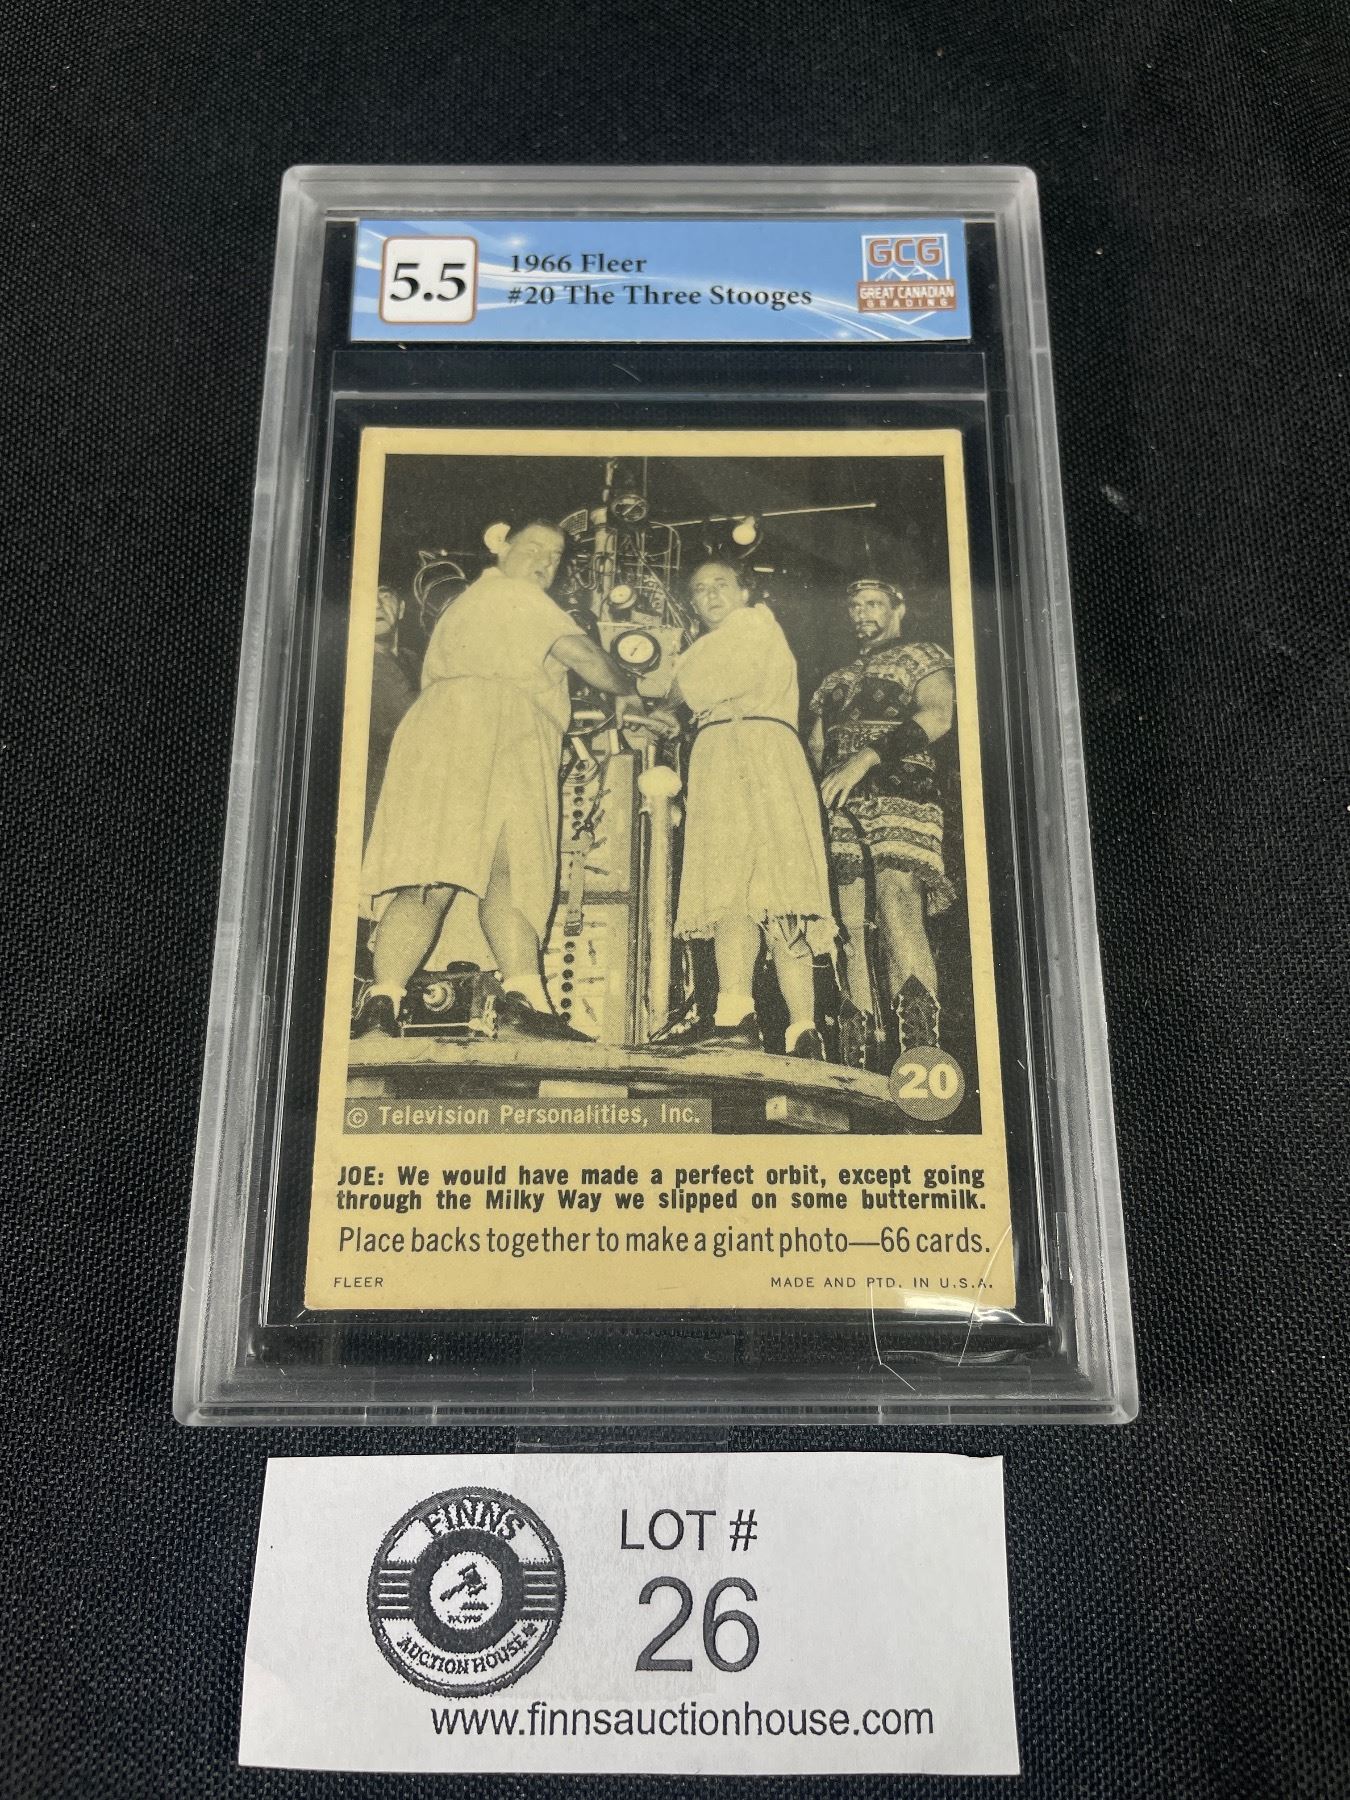 5.5
1966 Fleer
#20 The Three Stooges
GCG
GREAT CANADIAN
GRADING
20
© Television Personalities, Inc.
JOE: We would have made a perfect orbit, except going
through the Milky Way we slipped on some buttermilk.
Place backs together to make a giant photo—66 cards.
FLEER MADE AND PTD. IN U.S.A.
FINNS
AUCTION HOUSE
LOT #
26
www.finnsauctionhouse.com